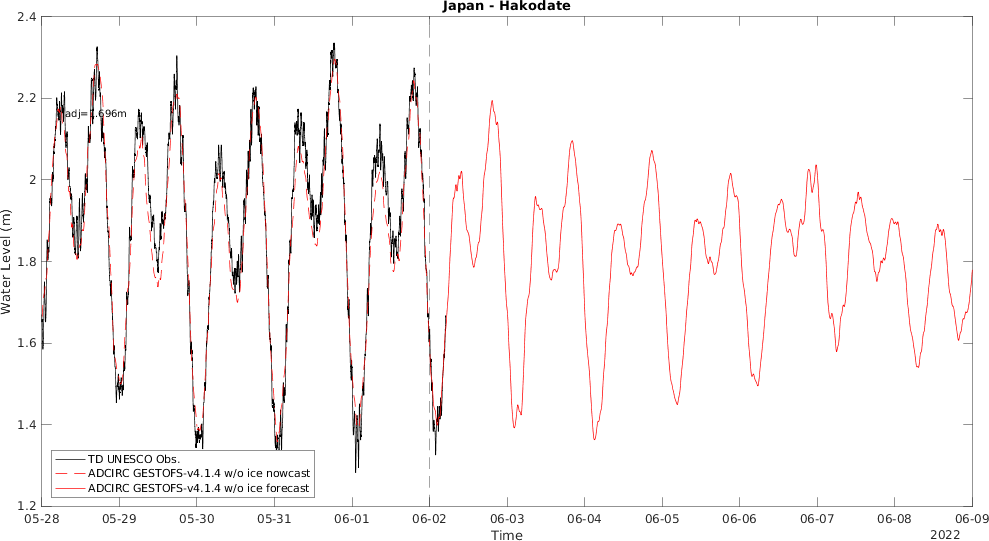 Japan - Hakodate
2.4
2.2
2
1.8
1.6
1.4
1.2
Water Level (m)
adj=1.696m
TD UNESCO Obs.
ADCIRC GESTOFS-v4.1.4 w/o ice nowcast
ADCIRC GESTOFS-v4.1.4 w/o ice forecast
05-28 05-29 05-30 05-31 06-01 06-02 06-03 06-04 06-05 06-06 06-07 06-08 06-09
Time
2022